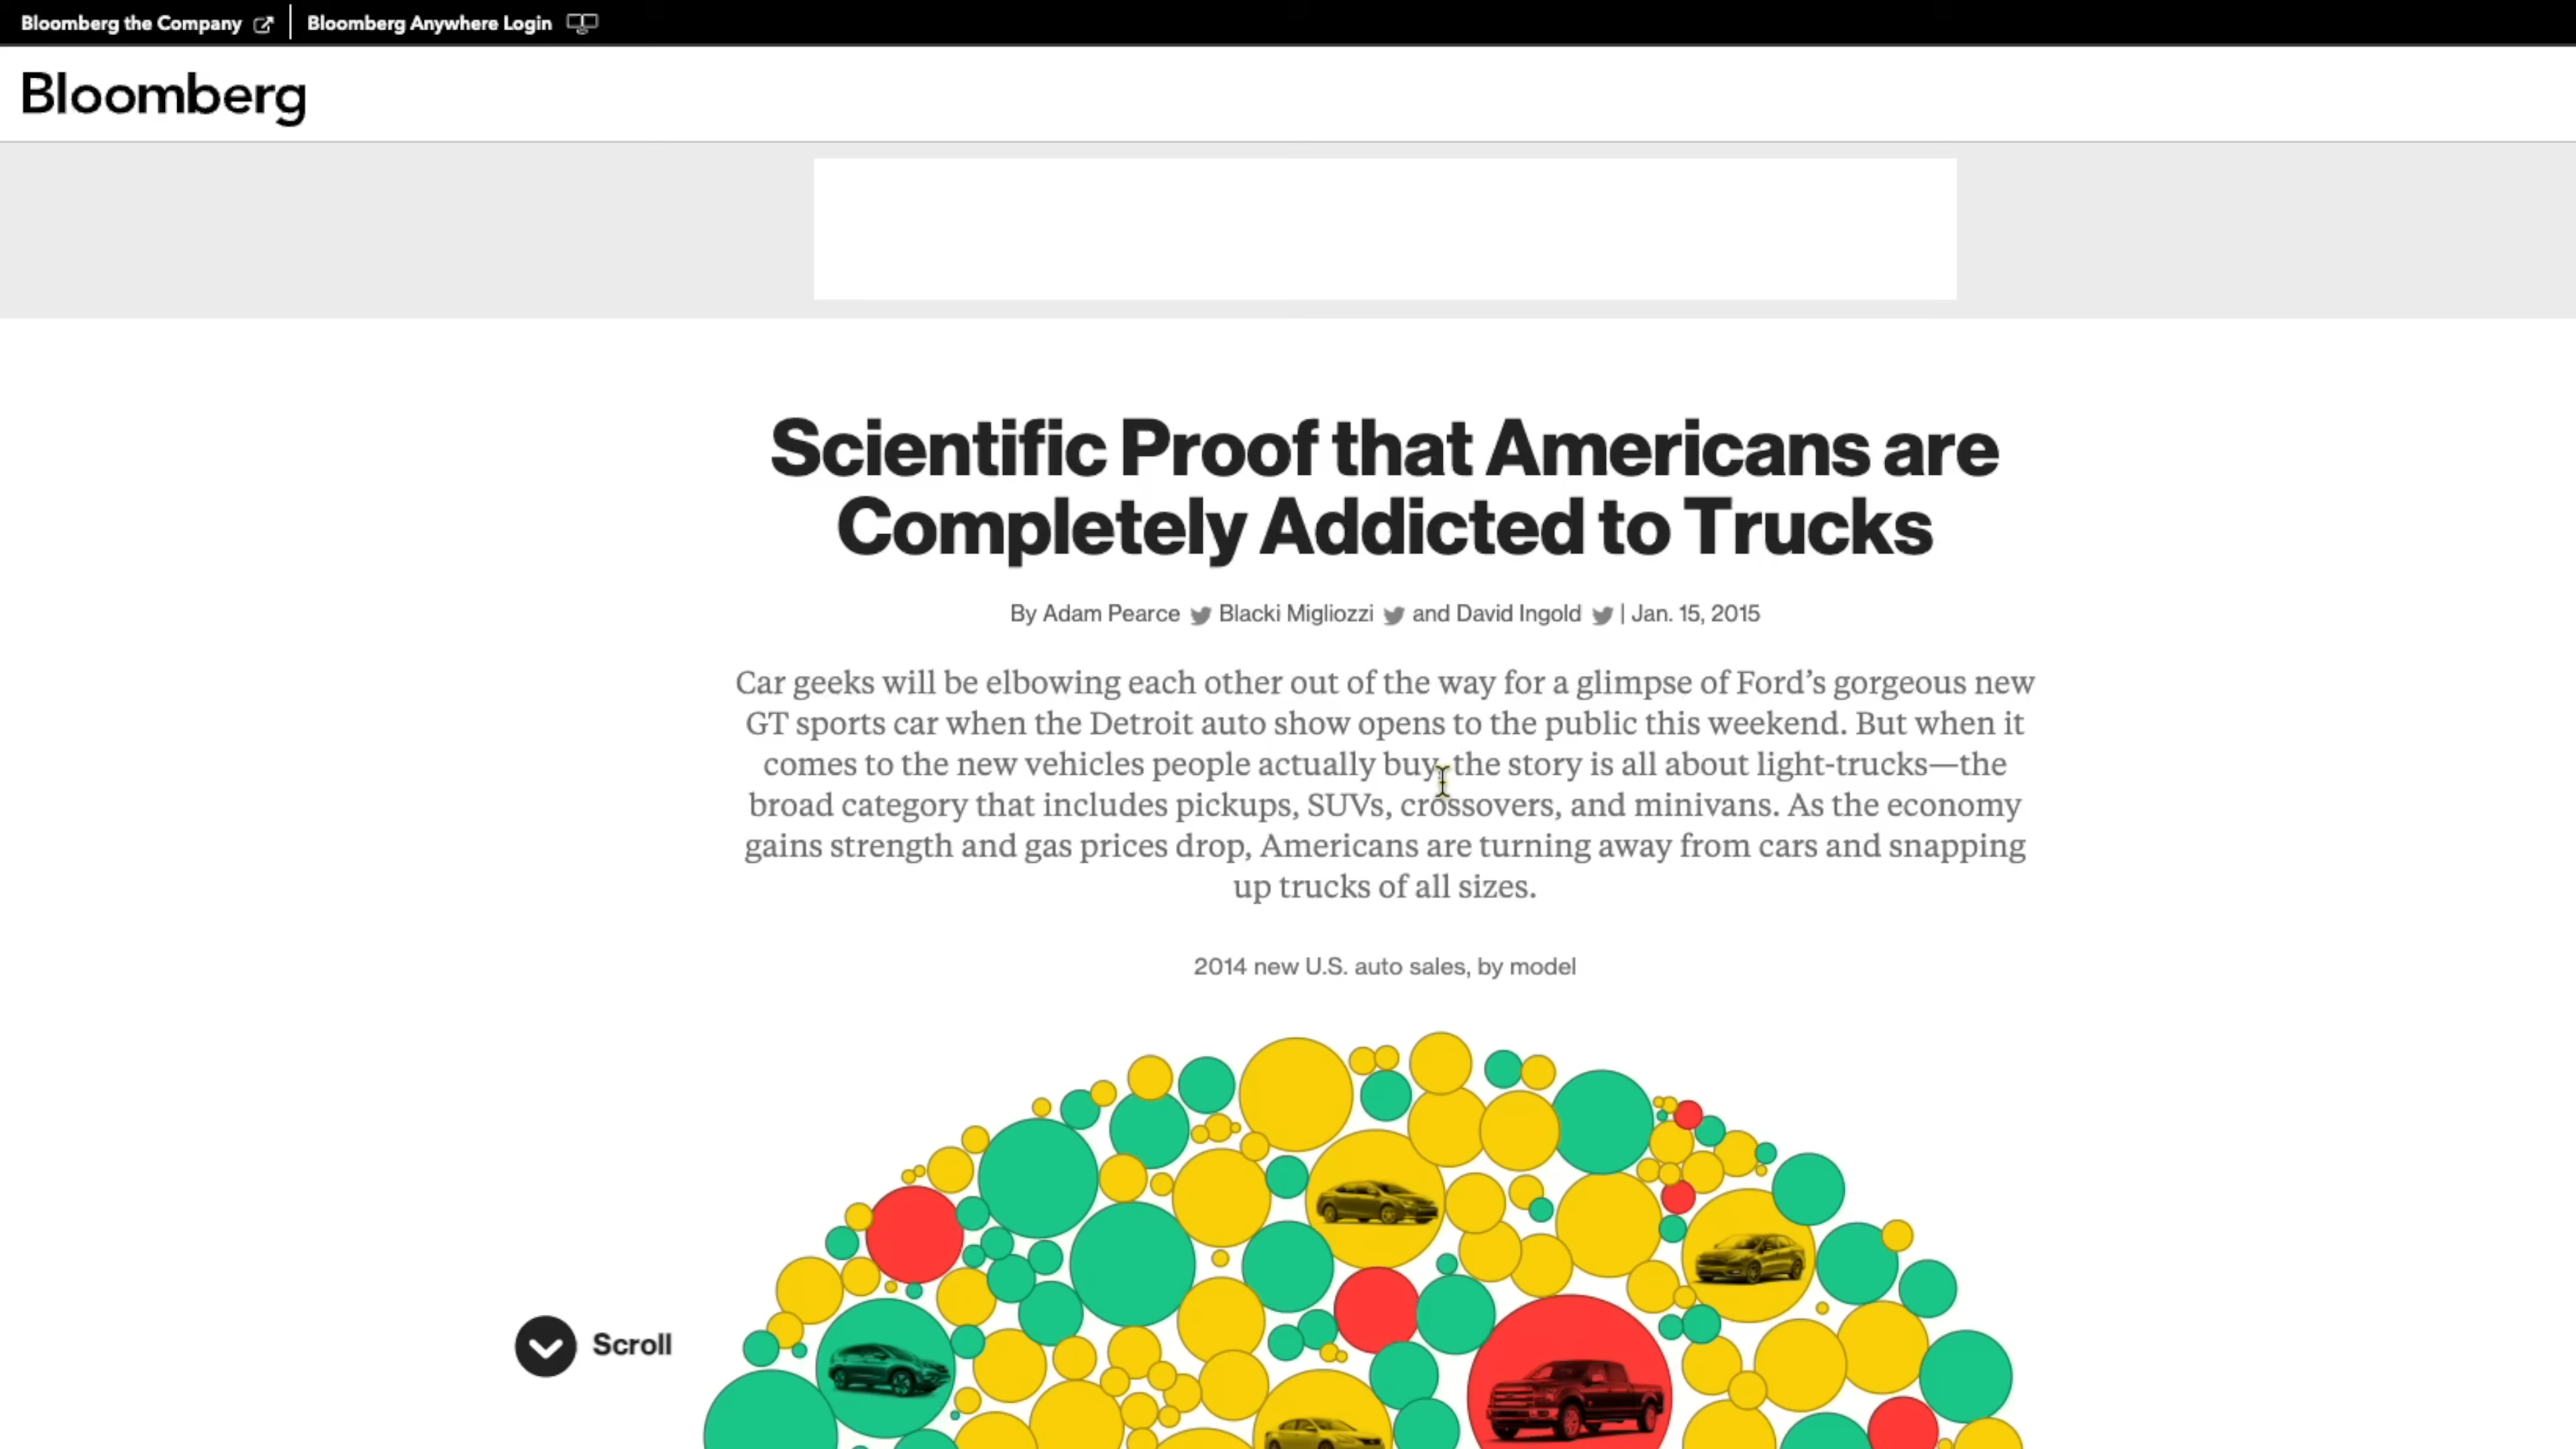 Bloomberg the Company
Bloomberg Anywhere Login
Bloomberg
Scientific Proof that Americans are
Completely Addicted to Trucks
By Adam Pearce Blacki Migliozzi and David Ingold | Jan. 15, 2015
Car geeks will be elbowing each other out of the way for a glimpse of Ford’s gorgeous new
GT sports car when the Detroit auto show opens to the public this weekend. But when it
comes to the new vehicles people actually buy, the story is all about light-trucks—the
broad category that includes pickups, SUVs, crossovers, and minivans. As the economy
gains strength and gas prices drop, Americans are turning away from cars and snapping
up trucks of all sizes.
2014 new U.S. auto sales, by model
Scroll